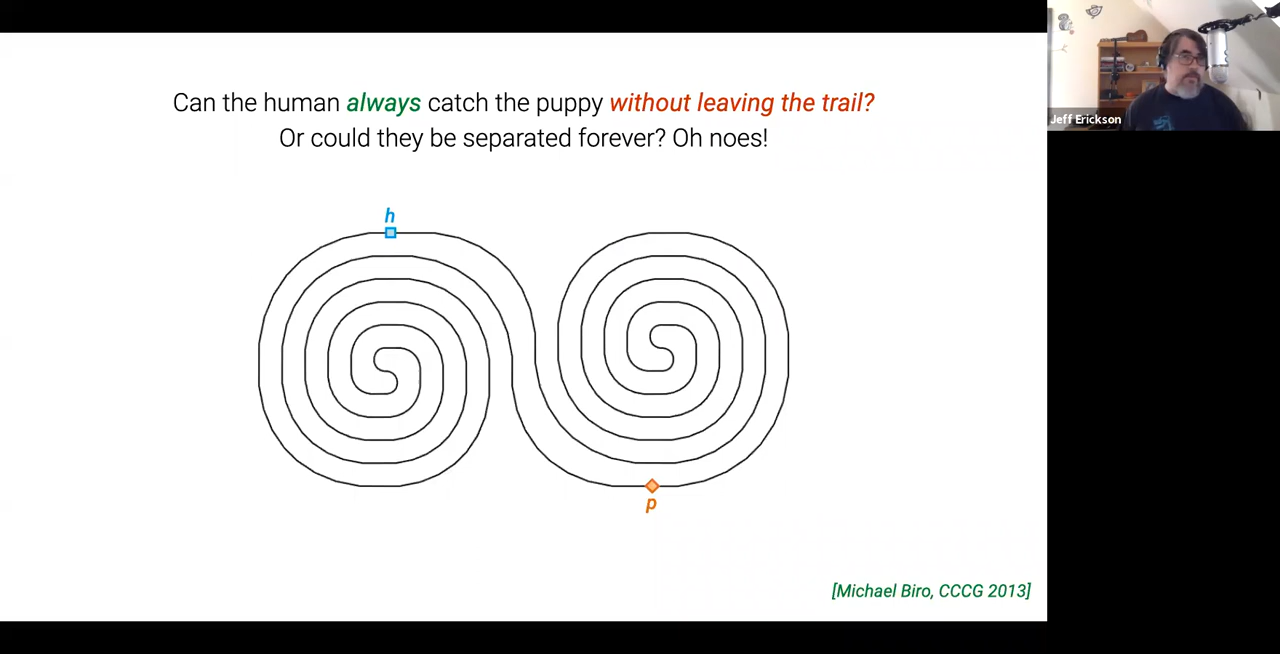 Can the human always catch the puppy without leaving the trail?
Or could they be separated forever? Oh noes!
h
p
[Michael Biro, CCCG 2013]
Jeff Erickson